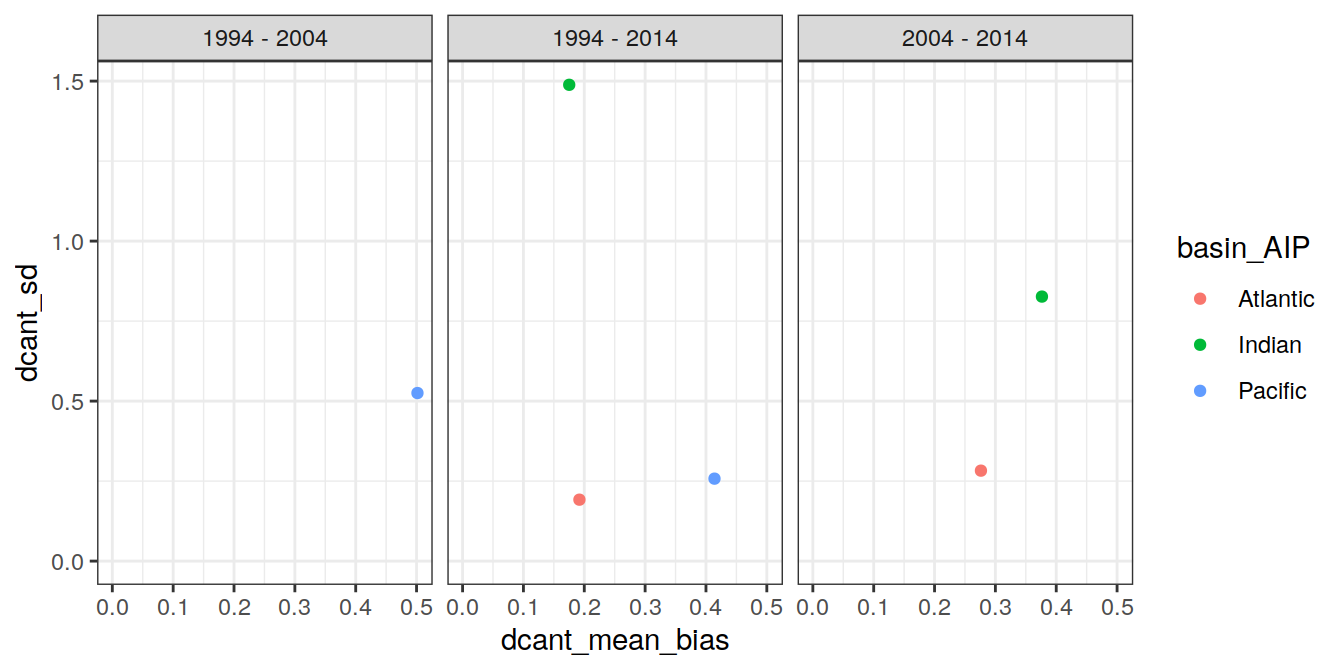 1994 - 2004
1994 - 2014
2004 - 2014
1.5
1.0
0.5
0.0
dcant_sd
0.0 0.1 0.2 0.3 0.4 0.5
0.0 0.1 0.2 0.3 0.4 0.5
0.0 0.1 0.2 0.3 0.4 0.5
dcant_mean_bias
basin_AIP
Atlantic
Indian
Pacific